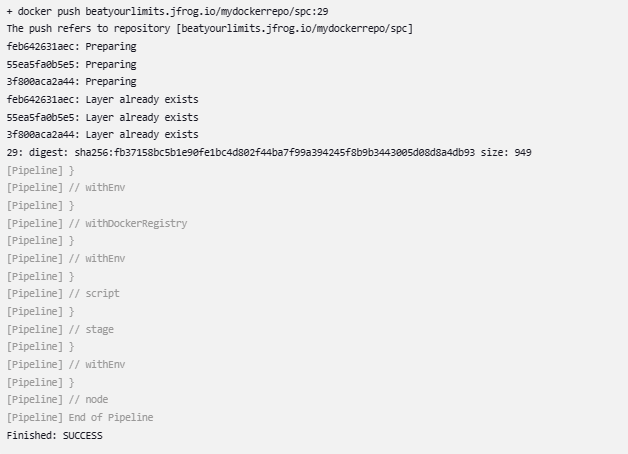 + docker push beatyourlimits.jfrog.io/mydockerrepo/spc:29
The push refers to repository [beatyourlimits.jfrog.io/mydockerrepo/spc]
feb642631aec: Preparing
55ea5fa0b5e5: Preparing
3f800aca2a44: Preparing
feb642631aec: Layer already exists
55ea5fa0b5e5: Layer already exists
3f800aca2a44: Layer already exists
29: digest: sha256:fb37158bc5b1e90fe1bc4d802f44ba7f99a394245f8b9b3443005d08d8a4db93 size: 949
[Pipeline] }
[Pipeline] // withEnv
[Pipeline] }
[Pipeline] // withDockerRegistry
[Pipeline] }
[Pipeline] // withEnv
[Pipeline] }
[Pipeline] // script
[Pipeline] }
[Pipeline] // stage
[Pipeline] }
[Pipeline] // withEnv
[Pipeline] }
[Pipeline] // node
[Pipeline] End of Pipeline
Finished: SUCCESS